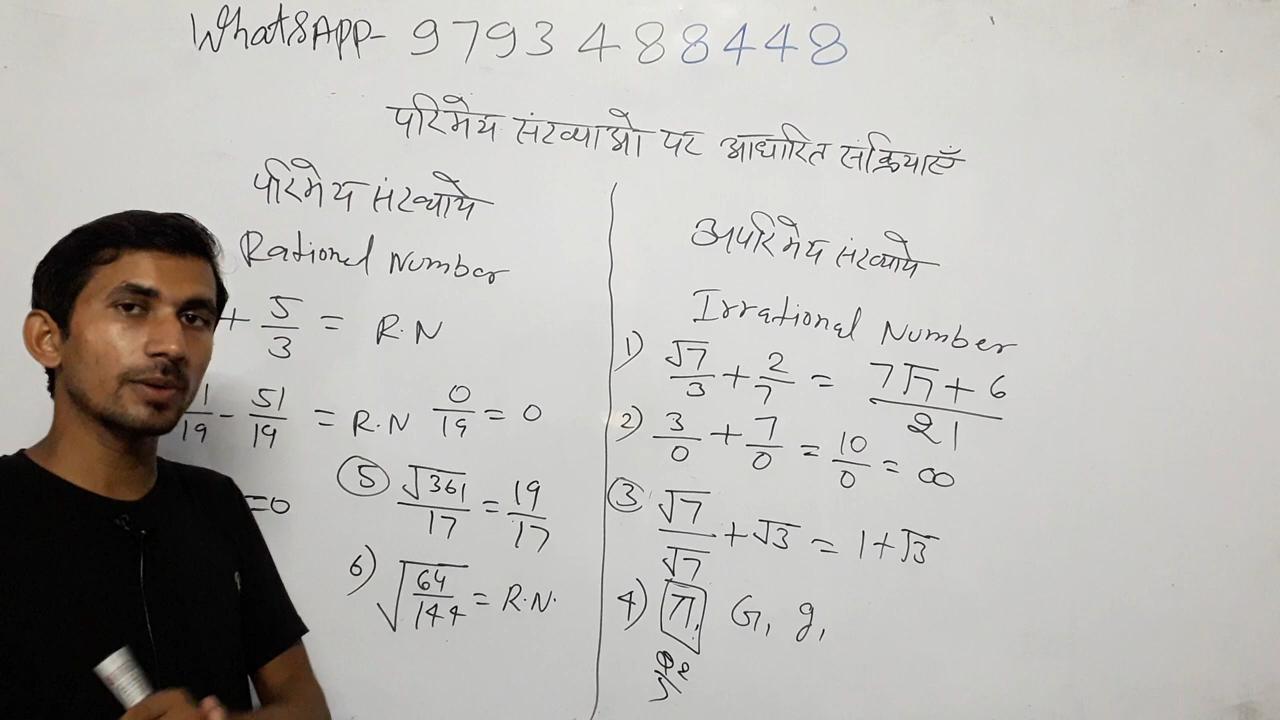 WhatsApp- 9793488448
परिमेय संख्याओ पर आधारित संक्रियाएँ
परिमेय संख्याये
Rational Number
+ 5/3 = R.N
1/19 - 51/19 = R.N 0/19 = 0
=0
⑤ √361/17 = 19/17
6) √64/144 = R.N.
अपरिमेय संख्याये
Irrational Number
1) √7/3 + 2/7 = 7√7 + 6/21
2) 3/0 + 7/0 = 10/0 = ∞
③ √7/√7 + √3 = 1+√3
4) π, G, g,